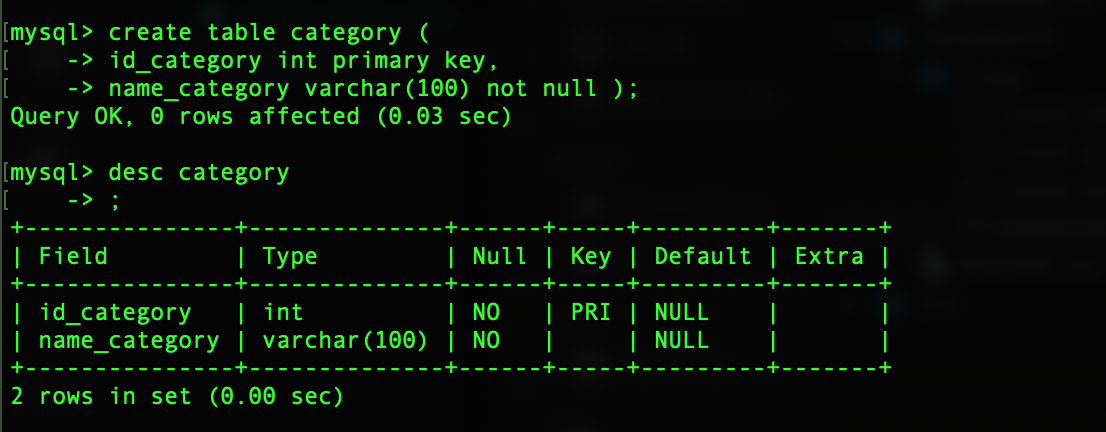 [mysql> create table category (
[    -> id_category int primary key,
[    -> name_category varchar(100) not null );
Query OK, 0 rows affected (0.03 sec)

[mysql> desc category
[    -> ;
+---------------+--------------+------+-----+---------+-------+
| Field         | Type         | Null | Key | Default | Extra |
+---------------+--------------+------+-----+---------+-------+
| id_category   | int          | NO   | PRI | NULL    |       |
| name_category | varchar(100) | NO   |     | NULL    |       |
+---------------+--------------+------+-----+---------+-------+
2 rows in set (0.00 sec)